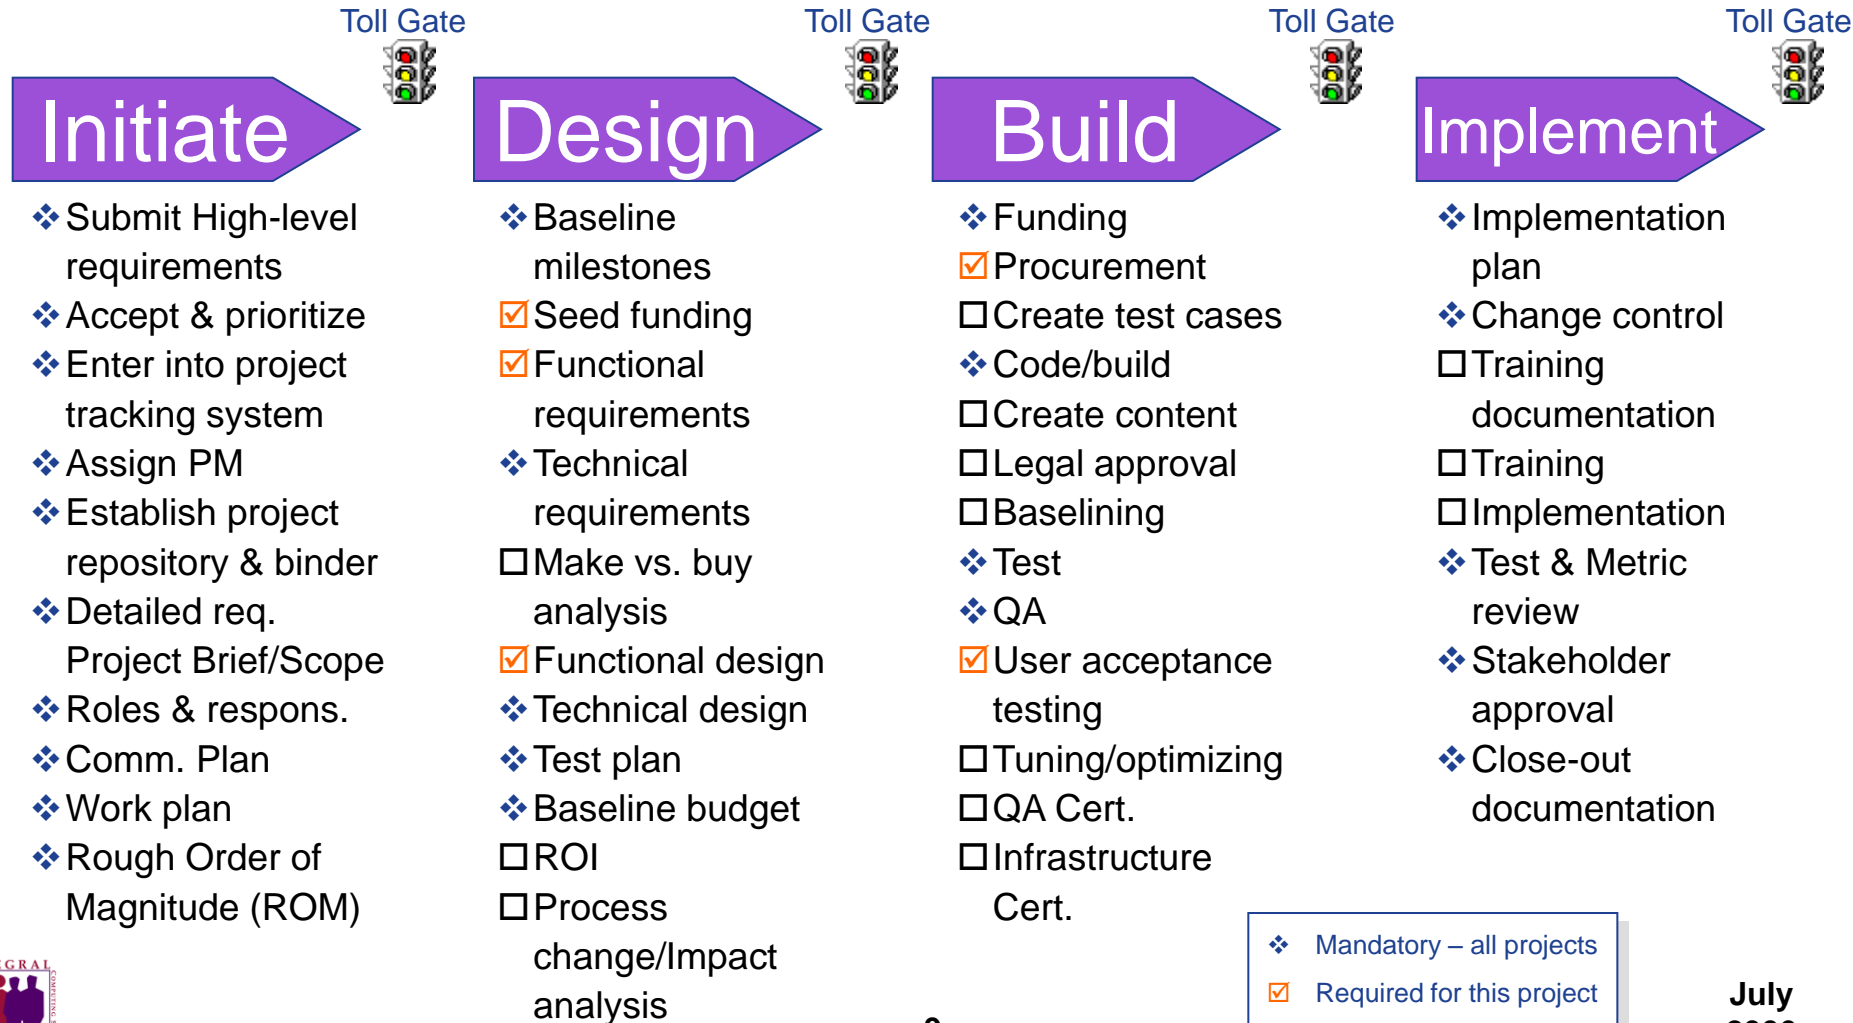 Toll Gate
Toll Gate
Toll Gate
Toll Gate
Initiate
Submit High-level
requirements
Accept & prioritize
Enter into project
tracking system
Assign PM
Establish project
repository & binder
Detailed req.
Project Brief/Scope
Roles & respons.
Comm. Plan
Work plan
Rough Order of
Magnitude (ROM)
Design
Baseline
milestones
Seed funding
Functional
requirements
Technical
requirements
Make vs. buy
analysis
Functional design
Technical design
Test plan
Baseline budget
ROI
Process
change/Impact
analysis
Build
Funding
Procurement
Create test cases
Code/build
Create content
Legal approval
Baselining
Test
QA
User acceptance
testing
Tuning/optimizing
QA Cert.
Infrastructure
Cert.
Implement
Implementation
plan
Change control
Training
documentation
Training
Implementation
Test & Metric
review
Stakeholder
approval
Close-out
documentation
Mandatory – all projects
Required for this project
July